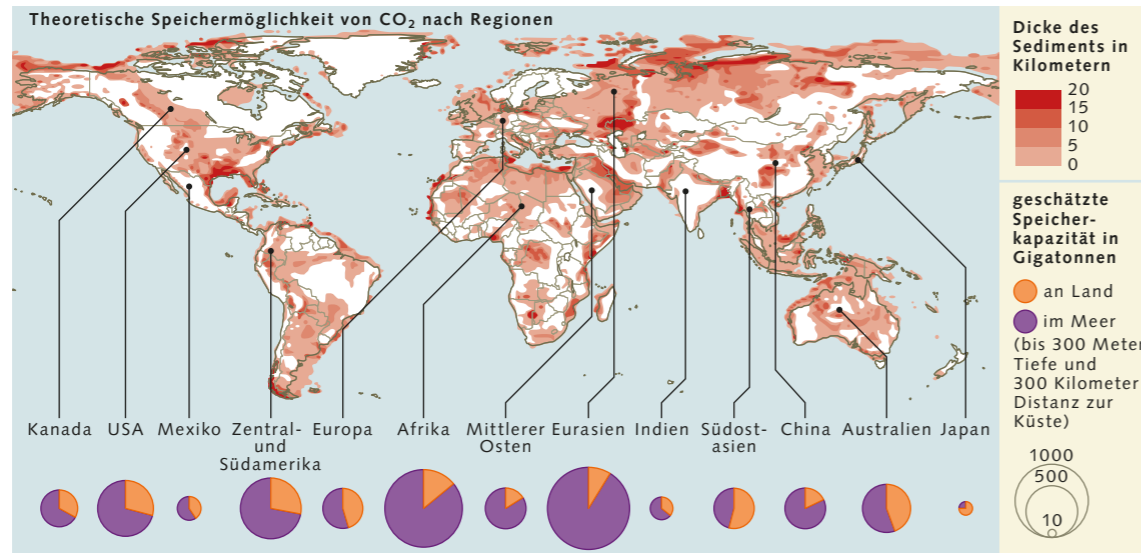 Theoretische Speichermöglichkeit von CO₂ nach Regionen
Dicke des
Sediments in
Kilometern
20
15
10
5
0
geschätzte
Speicher-
kapazität in
Gigatonnen
an Land
im Meer
(bis 300 Meter
Tiefe und
300 Kilometer
Distanz zur
Küste)
1000
500
10
Kanada
USA
Mexiko
Zentral-
und
Südamerika
Europa
Afrika
Mittlerer
Osten
Eurasien
Indien
Südost-
asien
China
Australien
Japan